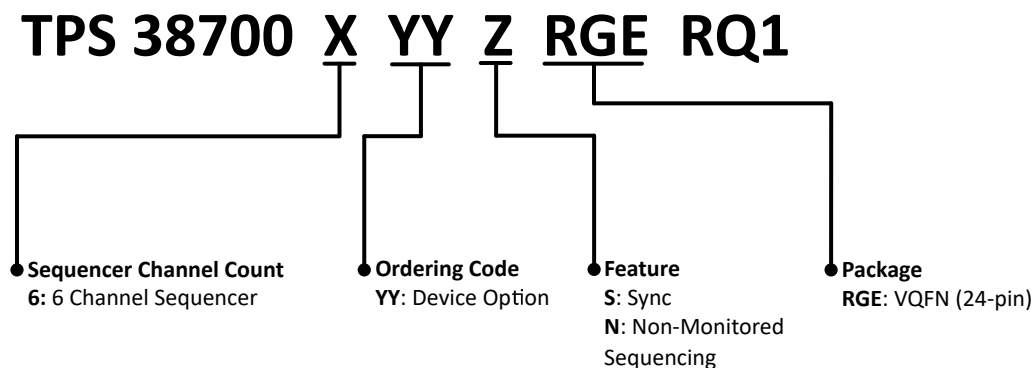 TPS 38700 X YY Z RGE RQ1
Sequencer Channel Count
6: 6 Channel Sequencer
Ordering Code
YY: Device Option
Feature
S: Sync
N: Non-Monitored
Sequencing
Package
RGE: VQFN (24-pin)